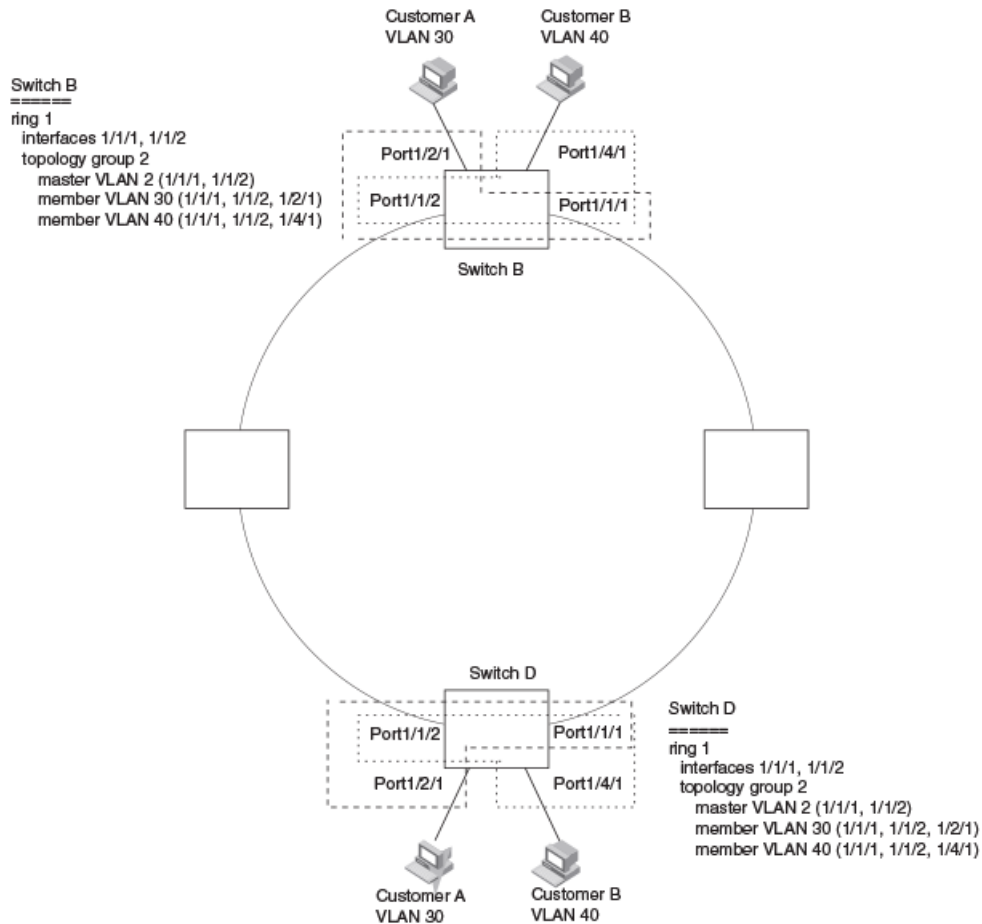 Customer A
VLAN 30
Customer B
VLAN 40
Switch B
======
ring 1
interfaces 1/1/1, 1/1/2
topology group 2
master VLAN 2 (1/1/1, 1/1/2)
member VLAN 30 (1/1/1, 1/1/2, 1/2/1)
member VLAN 40 (1/1/1, 1/1/2, 1/4/1)
Port1/2/1
Port1/4/1
Port1/1/2
Port1/1/1
Switch B
Switch D
Port1/1/2
Port1/1/1
Port1/2/1
Port1/4/1
Switch D
======
ring 1
interfaces 1/1/1, 1/1/2
topology group 2
master VLAN 2 (1/1/1, 1/1/2)
member VLAN 30 (1/1/1, 1/1/2, 1/2/1)
member VLAN 40 (1/1/1, 1/1/2, 1/4/1)
Customer A
VLAN 30
Customer B
VLAN 40